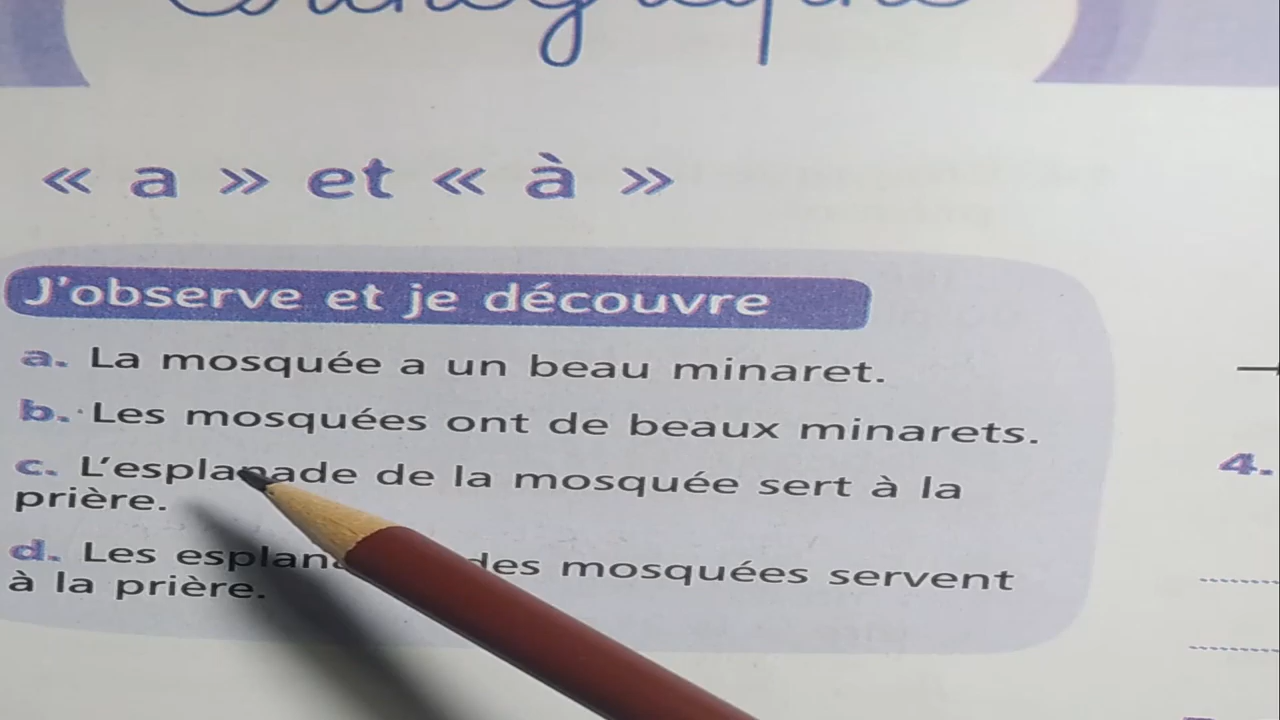 « a » et « à »
J'observe et je découvre
a. La mosquée a un beau minaret.
b. Les mosquées ont de beaux minarets.
c. L'esplanade de la mosquée sert à la
prière.
4.
d. Les des mosquées servent
à la prière.